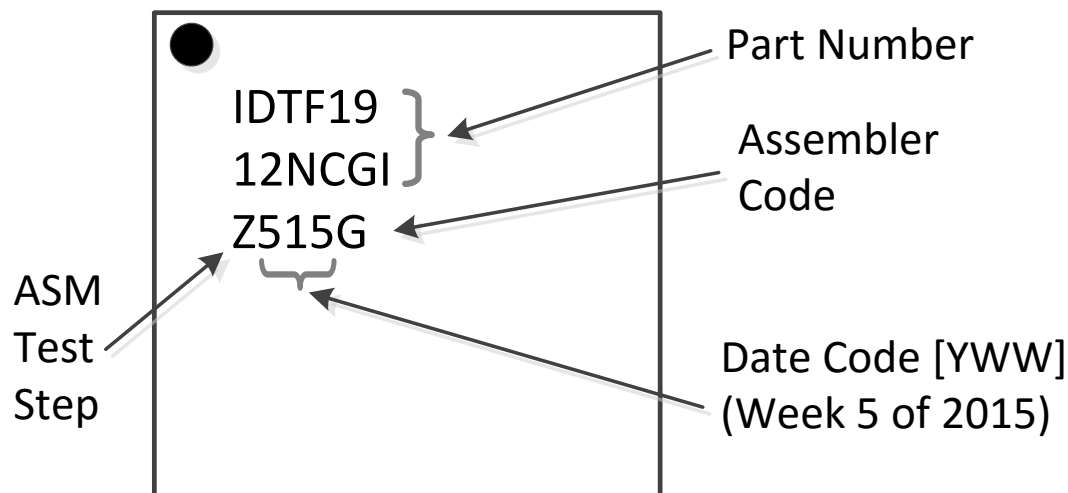 IDTF19
12NCGI
Z515G
Part Number
Assembler
Code
ASM
Test
Step
Date Code [YWW]
(Week 5 of 2015)